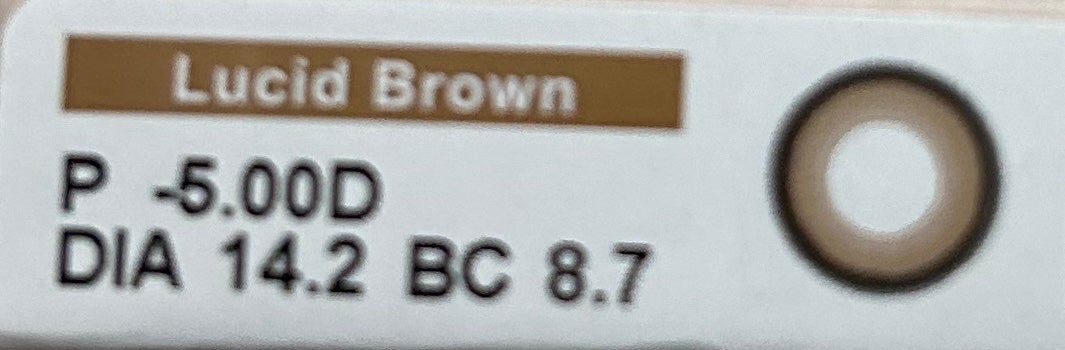 Lucid Brown
P -5.00D
DIA 14.2 BC 8.7